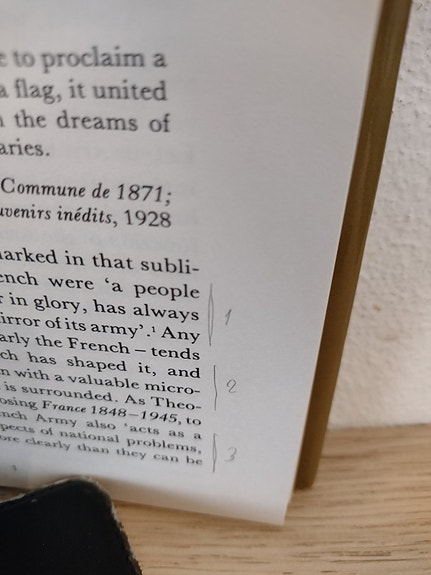 e to proclaim a
a flag, it united
the dreams of
aries.
Commune de 1871;
uvenirs inédits, 1928
arked in that subli-
ench were ‘a people
r in glory, has always
irror of its army’.¹ Any
arly the French – tends
ch has shaped it, and
n with a valuable micro-
is surrounded. As Theo-
osing France 1848–1945, to
ench Army also ‘acts as a
pects of national problems,
ore clearly than they can be
1
2
3